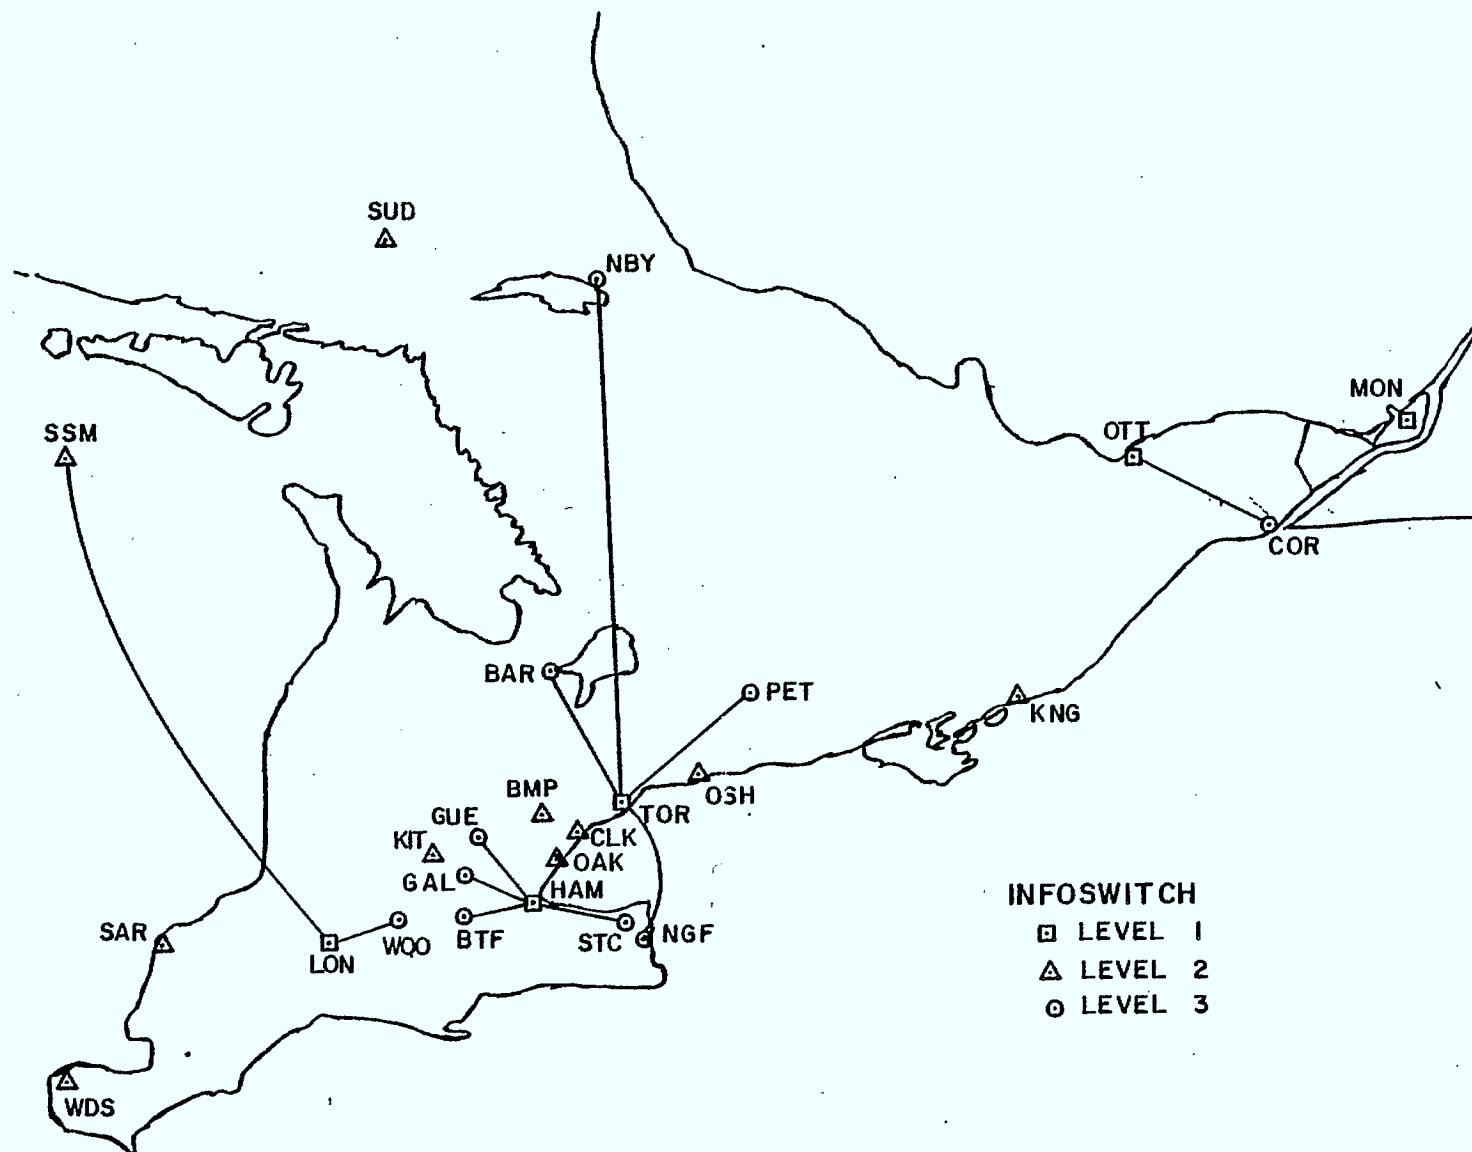 SUD
NBY
MON
SSM
OTT
COR
BAR
PET
KNG
BMP
OSH
TOR
GUE
CLK
KIT
OAK
GAL
HAM
SAR
WQO
BTF
STC
NGF
LON
WDS
INFOSWITCH
LEVEL 1
LEVEL 2
LEVEL 3